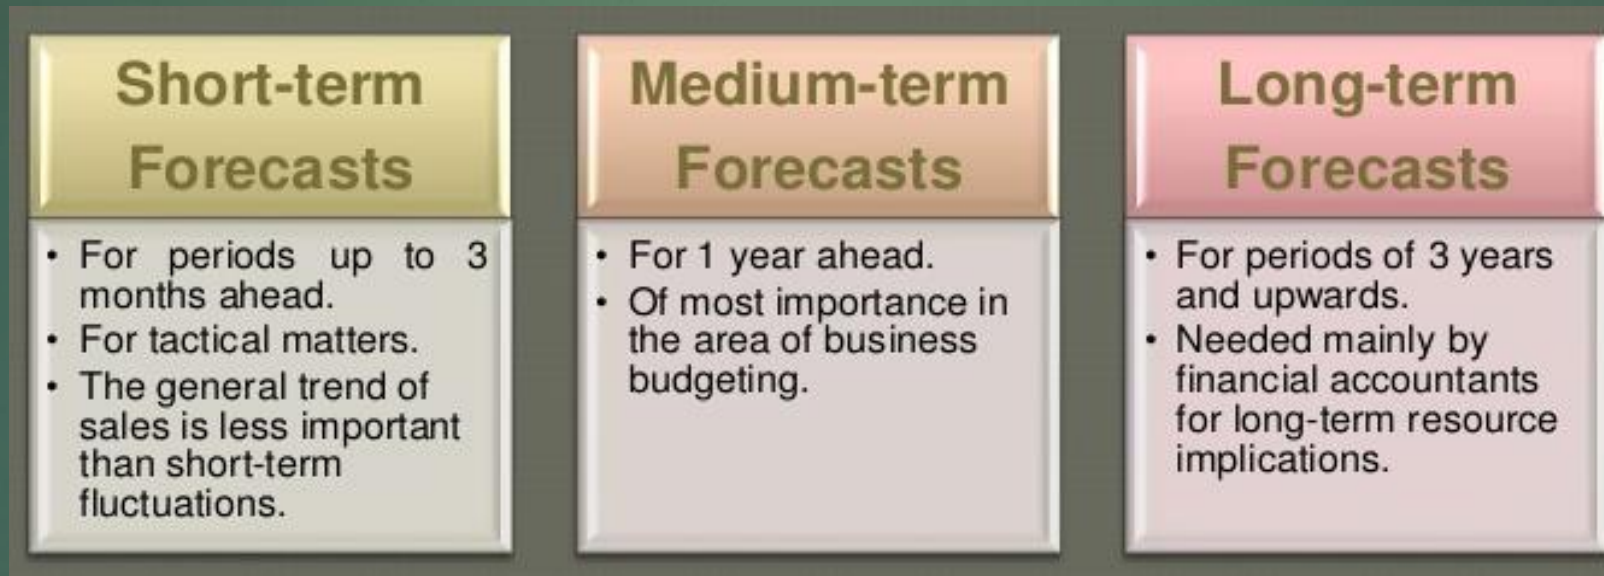 Short-term
Forecasts
• For periods up to 3
months ahead.
• For tactical matters.
• The general trend of
sales is less important
than short-term
fluctuations.
Medium-term
Forecasts
• For 1 year ahead.
• Of most importance in
the area of business
budgeting.
Long-term
Forecasts
• For periods of 3 years
and upwards.
• Needed mainly by
financial accountants
for long-term resource
implications.